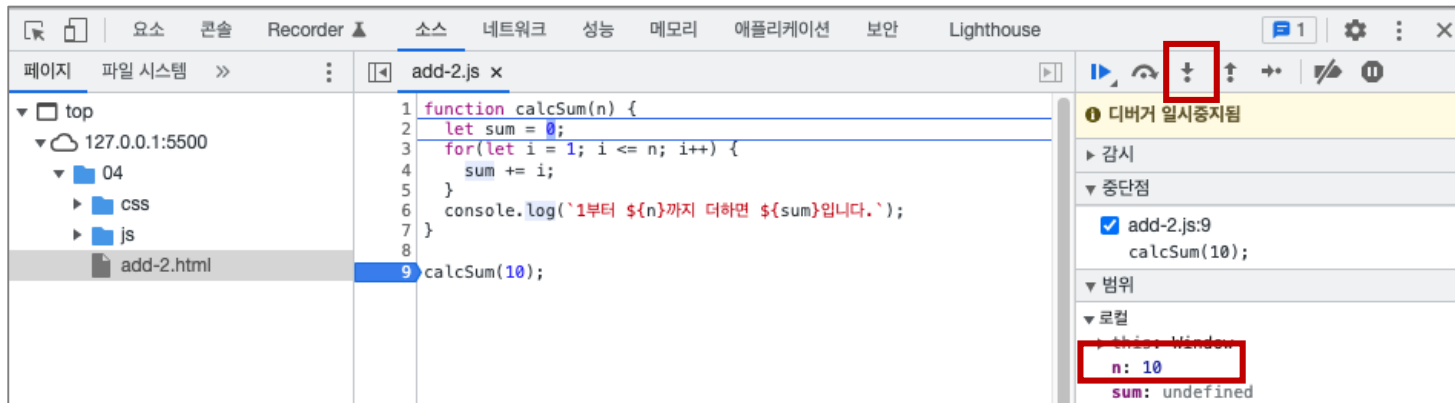 요소 콘솔 Recorder 소스 네트워크 성능 메모리 애플리케이션 보안 Lighthouse 1
페이지 파일 시스템 » add-2.js ×
top
127.0.0.1:5500
04
css
js
add-2.html
1 function calcSum(n) {
2 let sum = 0;
3 for(let i = 1; i <= n; i++) {
4 sum += i;
5 }
6 console.log(`1부터 ${n}까지 더하면 ${sum}입니다.`);
7 }
8
9 calcSum(10);
디버거 일시중지됨
감시
중단점
add-2.js:9
calcSum(10);
범위
로컬
this: Window
n: 10
sum: undefined